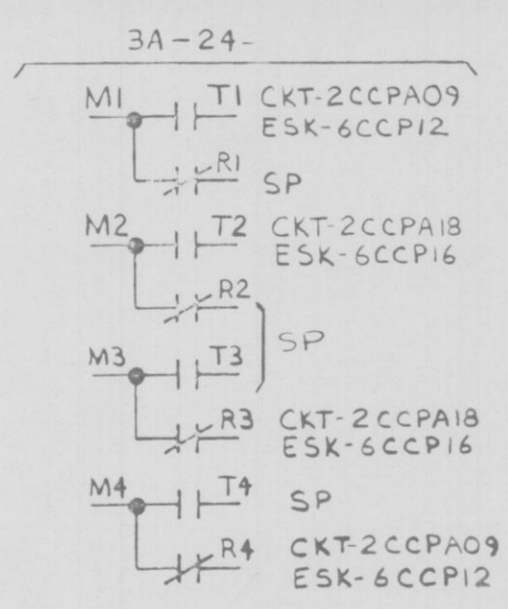 3A-24-
M1 T1 CKT-2CCPA09
ESK-6CCP12
R1 SP
M2 T2 CKT-2CCPA18
ESK-6CCP16
R2
SP
M3 T3
R3 CKT-2CCPA18
ESK-6CCP16
M4 T4 SP
R4 CKT-2CCPA09
ESK-6CCP12